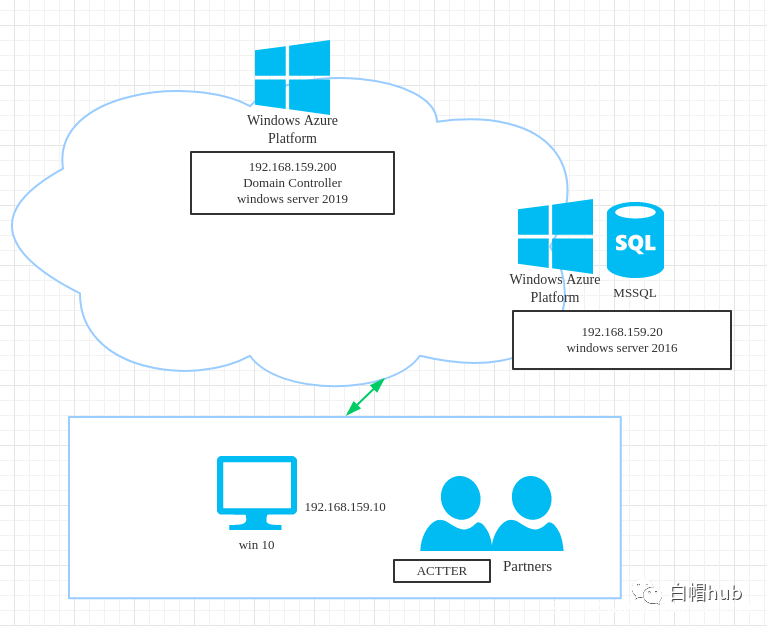 Windows Azure
Platform
192.168.159.200
Domain Controller
windows server 2019
SQL
Windows Azure
Platform
MSSQL
192.168.159.20
windows server 2016
192.168.159.10
win 10
ACTTER
Partners
白帽hub